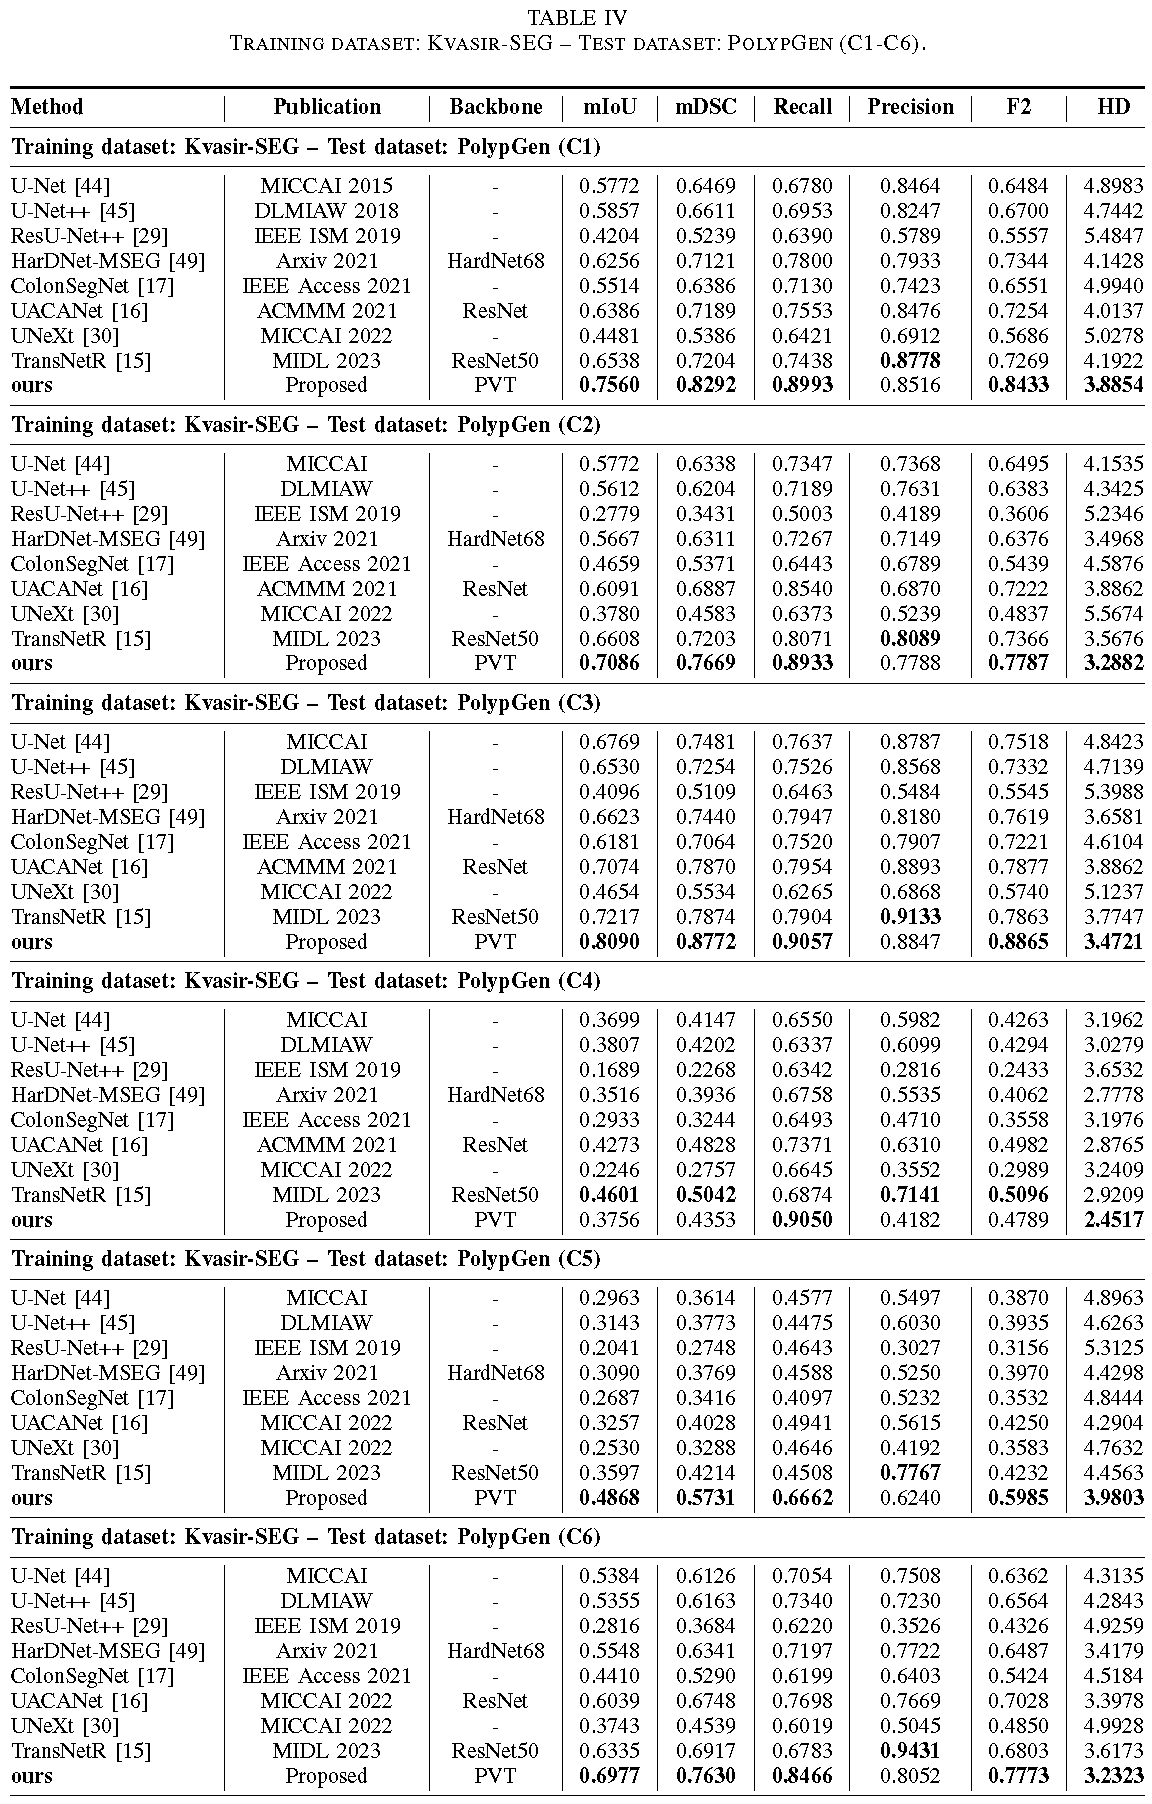 TABLE IV
TRAINING DATASET: KVASIR-SEG – TEST DATASET: POLYPGEN (C1-C6).
Method Publication Backbone mIoU mDSC Recall Precision F2 HD
Training dataset: Kvasir-SEG – Test dataset: PolypGen (C1)
U-Net [44] MICCAI 2015 - 0.5772 0.6469 0.6780 0.8464 0.6484 4.8983
U-Net++ [45] DLMIAW 2018 - 0.5857 0.6611 0.6953 0.8247 0.6700 4.7442
ResU-Net++ [29] IEEE ISM 2019 - 0.4204 0.5239 0.6390 0.5789 0.5557 5.4847
HarDNet-MSEG [49] Arxiv 2021 HardNet68 0.6256 0.7121 0.7800 0.7933 0.7344 4.1428
ColonSegNet [17] IEEE Access 2021 - 0.5514 0.6386 0.7130 0.7423 0.6551 4.9940
UACANet [16] ACMMM 2021 ResNet 0.6386 0.7189 0.7553 0.8476 0.7254 4.0137
UNeXt [30] MICCAI 2022 - 0.4481 0.5386 0.6421 0.6912 0.5686 5.0278
TransNetR [15] MIDL 2023 ResNet50 0.6538 0.7204 0.7438 0.8778 0.7269 4.1922
ours Proposed PVT 0.7560 0.8292 0.8993 0.8516 0.8433 3.8854
Training dataset: Kvasir-SEG – Test dataset: PolypGen (C2)
U-Net [44] MICCAI - 0.5772 0.6338 0.7347 0.7368 0.6495 4.1535
U-Net++ [45] DLMIAW - 0.5612 0.6204 0.7189 0.7631 0.6383 4.3425
ResU-Net++ [29] IEEE ISM 2019 - 0.2779 0.3431 0.5003 0.4189 0.3606 5.2346
HarDNet-MSEG [49] Arxiv 2021 HardNet68 0.5667 0.6311 0.7267 0.7149 0.6376 3.4968
ColonSegNet [17] IEEE Access 2021 - 0.4659 0.5371 0.6443 0.6789 0.5439 4.5876
UACANet [16] ACMMM 2021 ResNet 0.6091 0.6887 0.8540 0.6870 0.7222 3.8862
UNeXt [30] MICCAI 2022 - 0.3780 0.4583 0.6373 0.5239 0.4837 5.5674
TransNetR [15] MIDL 2023 ResNet50 0.6608 0.7203 0.8071 0.8089 0.7366 3.5676
ours Proposed PVT 0.7086 0.7669 0.8933 0.7788 0.7787 3.2882
Training dataset: Kvasir-SEG – Test dataset: PolypGen (C3)
U-Net [44] MICCAI - 0.6769 0.7481 0.7637 0.8787 0.7518 4.8423
U-Net++ [45] DLMIAW - 0.6530 0.7254 0.7526 0.8568 0.7332 4.7139
ResU-Net++ [29] IEEE ISM 2019 - 0.4096 0.5109 0.6463 0.5484 0.5545 5.3988
HarDNet-MSEG [49] Arxiv 2021 HardNet68 0.6623 0.7440 0.7947 0.8180 0.7619 3.6581
ColonSegNet [17] IEEE Access 2021 - 0.6181 0.7064 0.7520 0.7907 0.7221 4.6104
UACANet [16] ACMMM 2021 ResNet 0.7074 0.7870 0.7954 0.8893 0.7877 3.8862
UNeXt [30] MICCAI 2022 - 0.4654 0.5534 0.6265 0.6868 0.5740 5.1237
TransNetR [15] MIDL 2023 ResNet50 0.7217 0.7874 0.7904 0.9133 0.7863 3.7747
ours Proposed PVT 0.8090 0.8772 0.9057 0.8847 0.8865 3.4721
Training dataset: Kvasir-SEG – Test dataset: PolypGen (C4)
U-Net [44] MICCAI - 0.3699 0.4147 0.6550 0.5982 0.4263 3.1962
U-Net++ [45] DLMIAW - 0.3807 0.4202 0.6337 0.6099 0.4294 3.0279
ResU-Net++ [29] IEEE ISM 2019 - 0.1689 0.2268 0.6342 0.2816 0.2433 3.6532
HarDNet-MSEG [49] Arxiv 2021 HardNet68 0.3516 0.3936 0.6758 0.5535 0.4062 2.7778
ColonSegNet [17] IEEE Access 2021 - 0.2933 0.3244 0.6493 0.4710 0.3558 3.1976
UACANet [16] ACMMM 2021 ResNet 0.4273 0.4828 0.7371 0.6310 0.4982 2.8765
UNeXt [30] MICCAI 2022 - 0.2246 0.2757 0.6645 0.3552 0.2989 3.2409
TransNetR [15] MIDL 2023 ResNet50 0.4601 0.5042 0.6874 0.7141 0.5096 2.9209
ours Proposed PVT 0.3756 0.4353 0.9050 0.4182 0.4789 2.4517
Training dataset: Kvasir-SEG – Test dataset: PolypGen (C5)
U-Net [44] MICCAI - 0.2963 0.3614 0.4577 0.5497 0.3870 4.8963
U-Net++ [45] DLMIAW - 0.3143 0.3773 0.4475 0.6030 0.3935 4.6263
ResU-Net++ [29] IEEE ISM 2019 - 0.2041 0.2748 0.4643 0.3027 0.3156 5.3125
HarDNet-MSEG [49] Arxiv 2021 HardNet68 0.3090 0.3769 0.4588 0.5250 0.3970 4.4298
ColonSegNet [17] IEEE Access 2021 - 0.2687 0.3416 0.4097 0.5232 0.3532 4.8444
UACANet [16] MICCAI 2022 ResNet 0.3257 0.4028 0.4941 0.5615 0.4250 4.2904
UNeXt [30] MICCAI 2022 - 0.2530 0.3288 0.4646 0.4192 0.3583 4.7632
TransNetR [15] MIDL 2023 ResNet50 0.3597 0.4214 0.4508 0.7767 0.4232 4.4563
ours Proposed PVT 0.4868 0.5731 0.6662 0.6240 0.5985 3.9803
Training dataset: Kvasir-SEG – Test dataset: PolypGen (C6)
U-Net [44] MICCAI - 0.5384 0.6126 0.7054 0.7508 0.6362 4.3135
U-Net++ [45] DLMIAW - 0.5355 0.6163 0.7340 0.7230 0.6564 4.2843
ResU-Net++ [29] IEEE ISM 2019 - 0.2816 0.3684 0.6220 0.3526 0.4326 4.9259
HarDNet-MSEG [49] Arxiv 2021 HardNet68 0.5548 0.6341 0.7197 0.7722 0.6487 3.4179
ColonSegNet [17] IEEE Access 2021 - 0.4410 0.5290 0.6199 0.6403 0.5424 4.5184
UACANet [16] MICCAI 2022 ResNet 0.6039 0.6748 0.7698 0.7669 0.7028 3.3978
UNeXt [30] MICCAI 2022 - 0.3743 0.4539 0.6019 0.5045 0.4850 4.9928
TransNetR [15] MIDL 2023 ResNet50 0.6335 0.6917 0.6783 0.9431 0.6803 3.6173
ours Proposed PVT 0.6977 0.7630 0.8466 0.8052 0.7773 3.2323